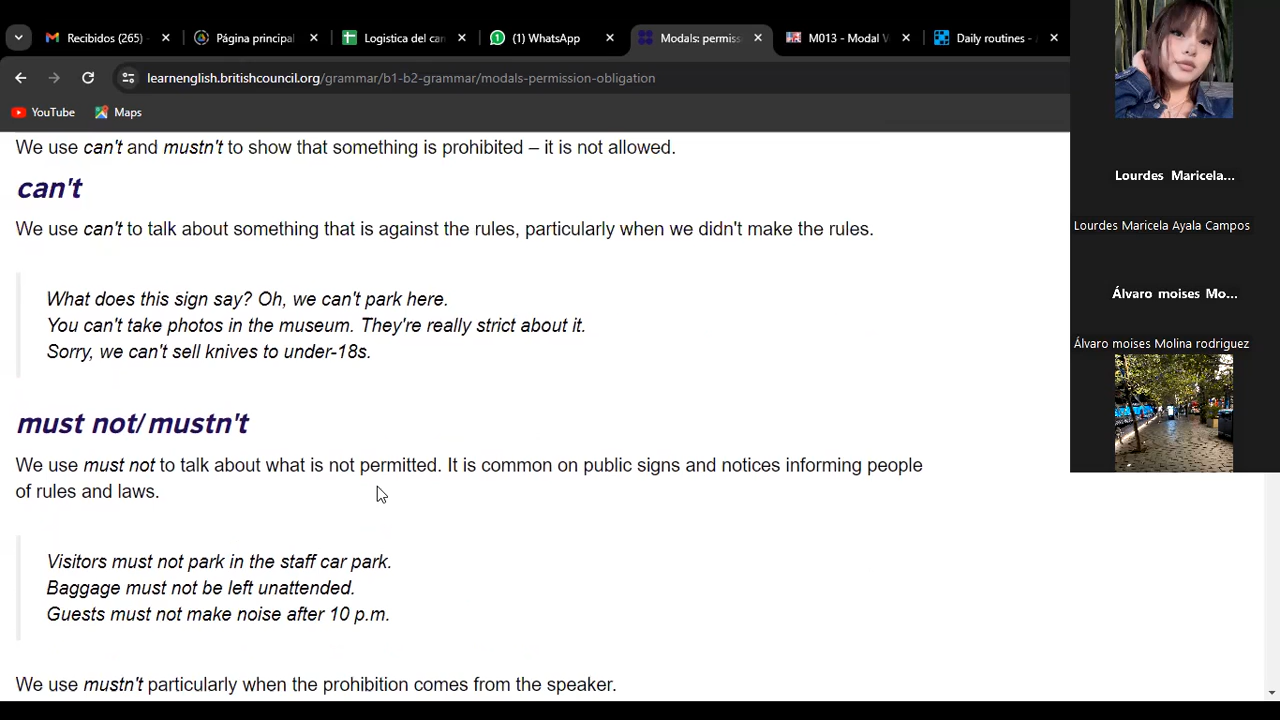 Recibidos (265)
Página principal
Logistica del car
(1) WhatsApp
Modals: permiss
M013 - Modal V
Daily routines -
learnenglish.britishcouncil.org/grammar/b1-b2-grammar/modals-permission-obligation
YouTube
Maps
We use can't and mustn't to show that something is prohibited – it is not allowed.
can't
We use can't to talk about something that is against the rules, particularly when we didn't make the rules.
What does this sign say? Oh, we can't park here.
You can't take photos in the museum. They're really strict about it.
Sorry, we can't sell knives to under-18s.
must not/mustn't
We use must not to talk about what is not permitted. It is common on public signs and notices informing people
of rules and laws.
Visitors must not park in the staff car park.
Baggage must not be left unattended.
Guests must not make noise after 10 p.m.
We use mustn't particularly when the prohibition comes from the speaker.
Lourdes Maricela...
Lourdes Maricela Ayala Campos
Álvaro moises Mo...
Álvaro moises Molina rodriguez